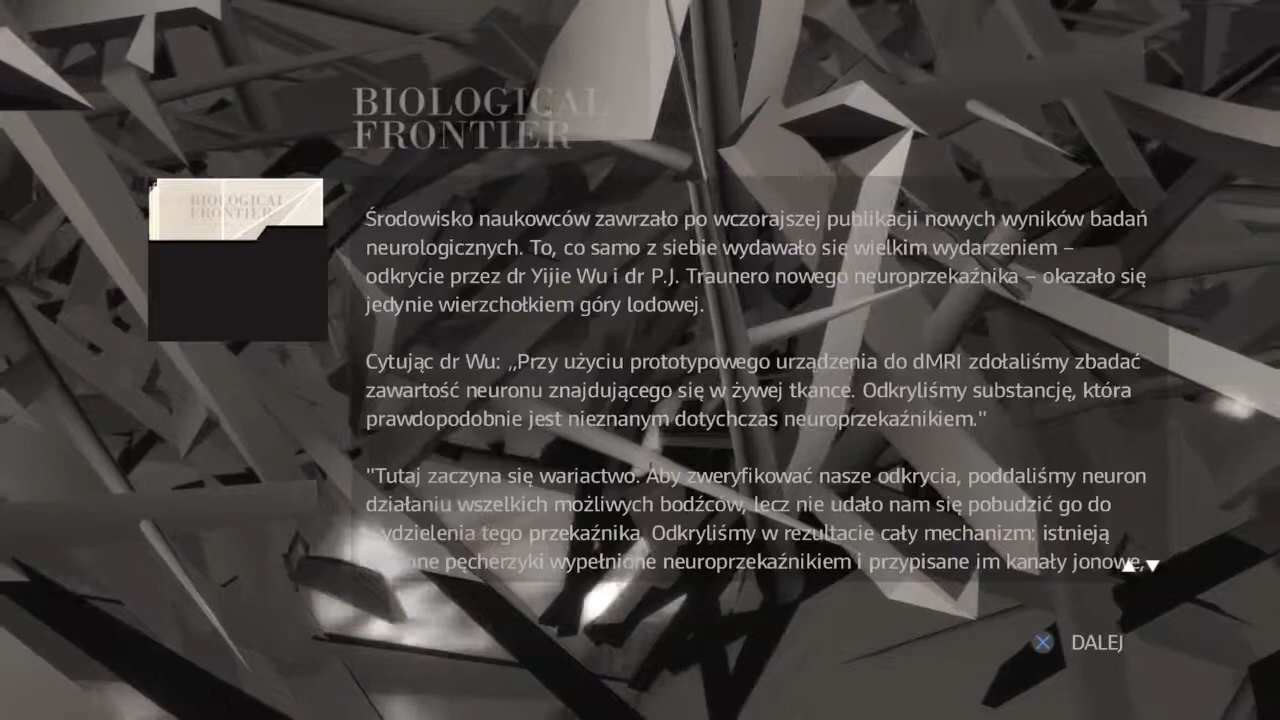 BIOLOGICAL
FRONTIER
BIOLOGICAL
FRONTIER
Środowisko naukowców zawrzało po wczorajszej publikacji nowych wyników badań
neurologicznych. To, co samo z siebie wydawało się wielkim wydarzeniem –
odkrycie przez dr Yijie Wu i dr P.J. Traunero nowego neuroprzekaźnika – okazało się
jedynie wierzchołkiem góry lodowej.
Cytując dr Wu: „Przy użyciu prototypowego urządzenia do dMRI zdołaliśmy zbadać
zawartość neuronu znajdującego się w żywej tkance. Odkryliśmy substancję, która
prawdopodobnie jest nieznanym dotychczas neuroprzekaźnikiem."
"Tutaj zaczyna się wariactwo. Aby zweryfikować nasze odkrycia, poddaliśmy neuron
działaniu wszelkich możliwych bodźców, lecz nie udało nam się pobudzić go do
tego przekaźnika. Odkryliśmy w rezultacie cały mechanizm: istnieją
pęcherzyki wypełnione neuroprzekaźnikiem i przypisane im kanały jonowe,
DALEJ